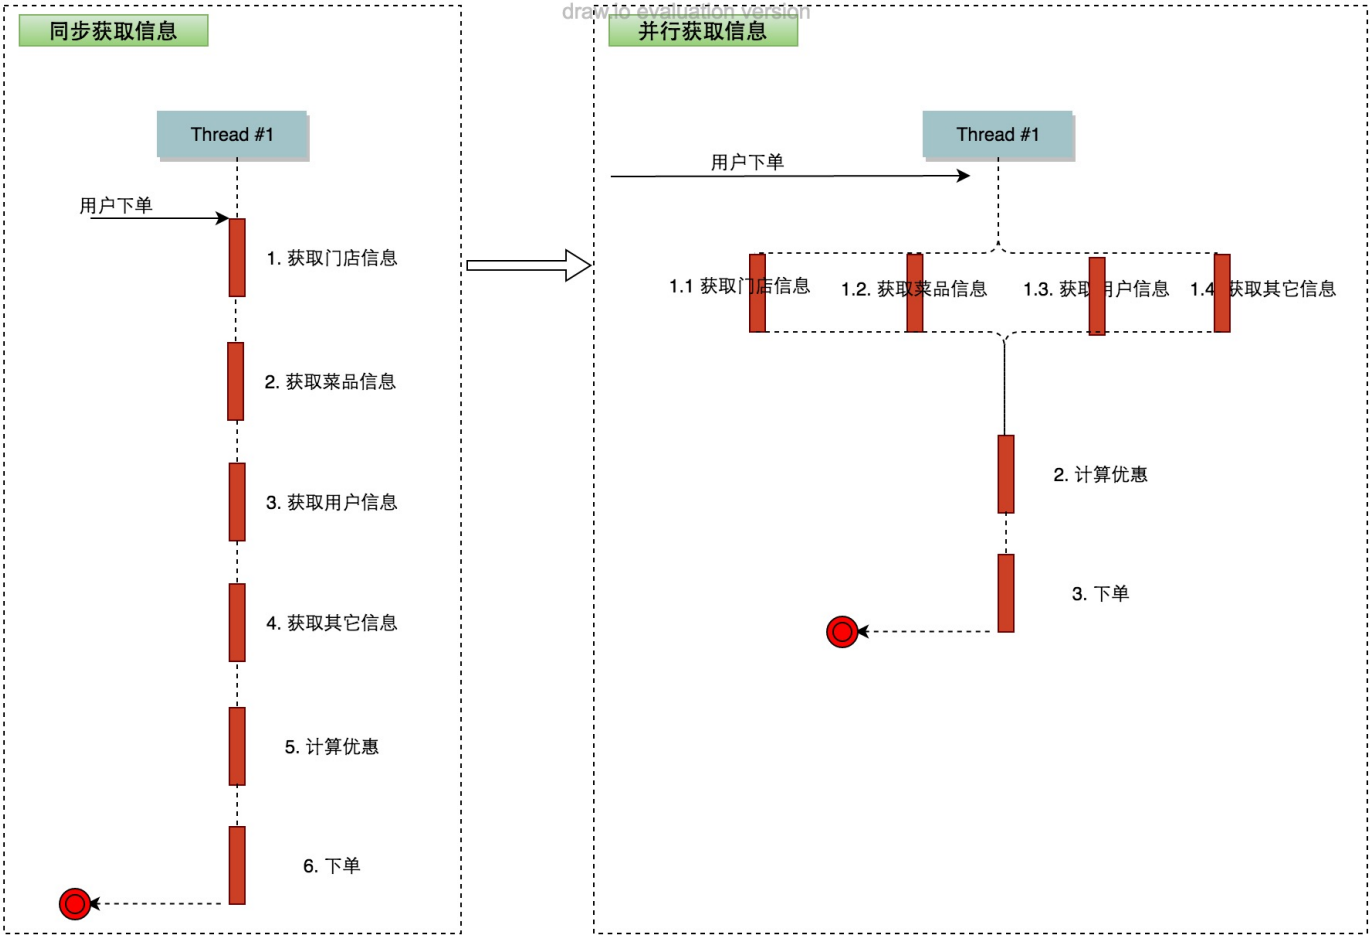 draw.io evaluation version
同步获取信息
Thread #1
用户下单
1. 获取门店信息
2. 获取菜品信息
3. 获取用户信息
4. 获取其它信息
5. 计算优惠
6. 下单
并行获取信息
Thread #1
用户下单
1.1 获取门店信息
1.2. 获取菜品信息
1.3. 获取用户信息
1.4. 获取其它信息
2. 计算优惠
3. 下单